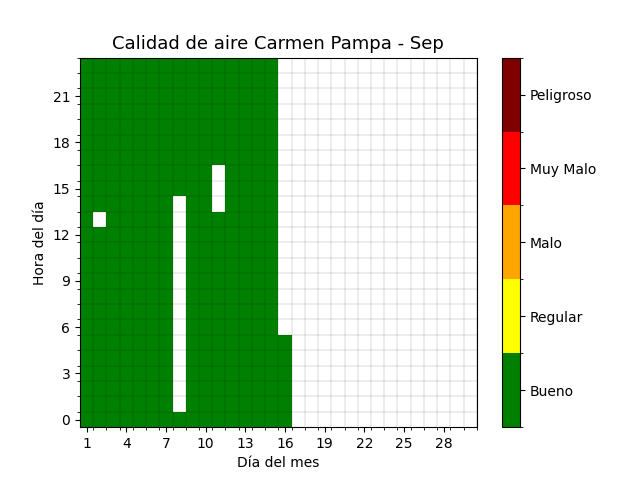 Calidad de aire Carmen Pampa - Sep
Hora del día
21
18
15
12
9
6
3
0
1 4 7 10 13 16 19 22 25 28
Día del mes
Peligroso
Muy Malo
Malo
Regular
Bueno